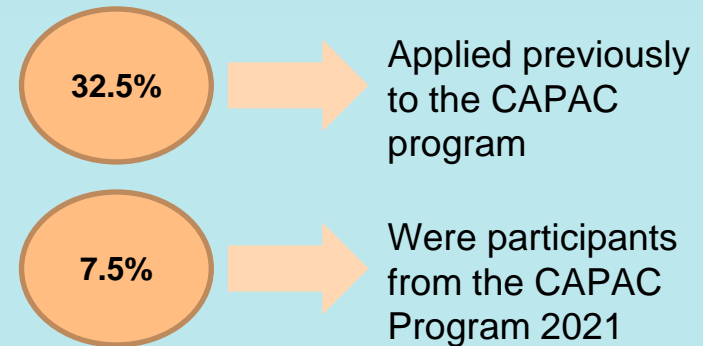 32.5%
Applied previously
to the CAPAC
program
7.5%
Were participants
from the CAPAC
Program 2021